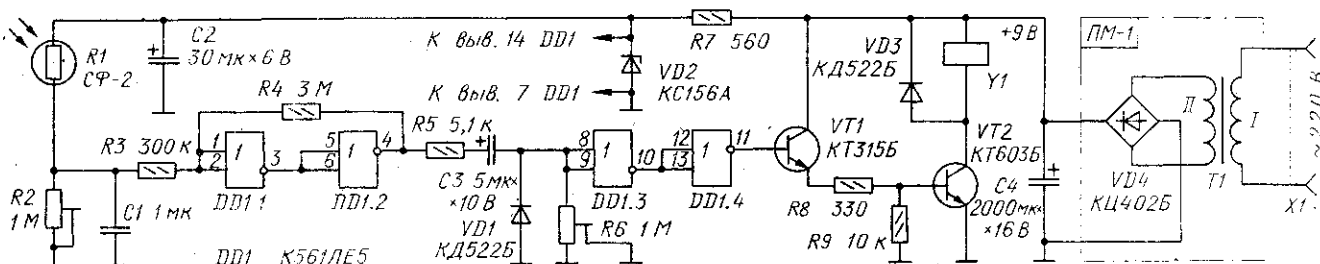 R1
СФ-2
C2
30 мк×6 В
К выв. 14 DD1
К выв. 7 DD1
VD2
КС156А
R7 560
VD3
КД522Б
Y1
+9 В
ПМ-1
II
I
~220 В
R4 3 М
R3 300 к
1
2
1
3
DD1.1
5
6
1
4
DD1.2
R5 5,1 к
C3 5 мк×
×10 В
VD1
КД522Б
8
9
1
10
DD1.3
12
13
1
11
DD1.4
VT1
КТ315Б
VT2
КТ603Б
R2
1 М
C1 1 мк
R6 1 М
R8 330
R9 10 к
C4
2000 мк×
×16 В
VD4
КЦ402Б
T1
X1
DD1 К561ЛЕ5